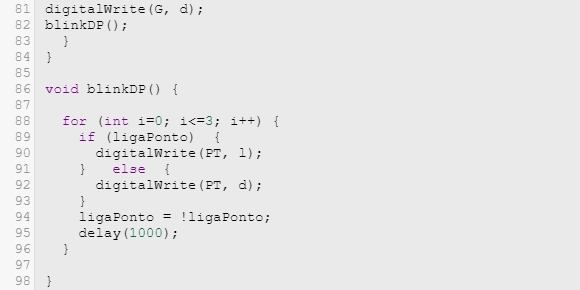 81 digitalWrite(G, d);
82 blinkDP();
83   }
84 }
85
86 void blinkDP() {
87
88   for (int i=0; i<=3; i++) {
89     if (ligaPonto)  {
90       digitalWrite(PT, l);
91     }   else  {
92       digitalWrite(PT, d);
93     }
94     ligaPonto = !ligaPonto;
95     delay(1000);
96   }
97
98 }